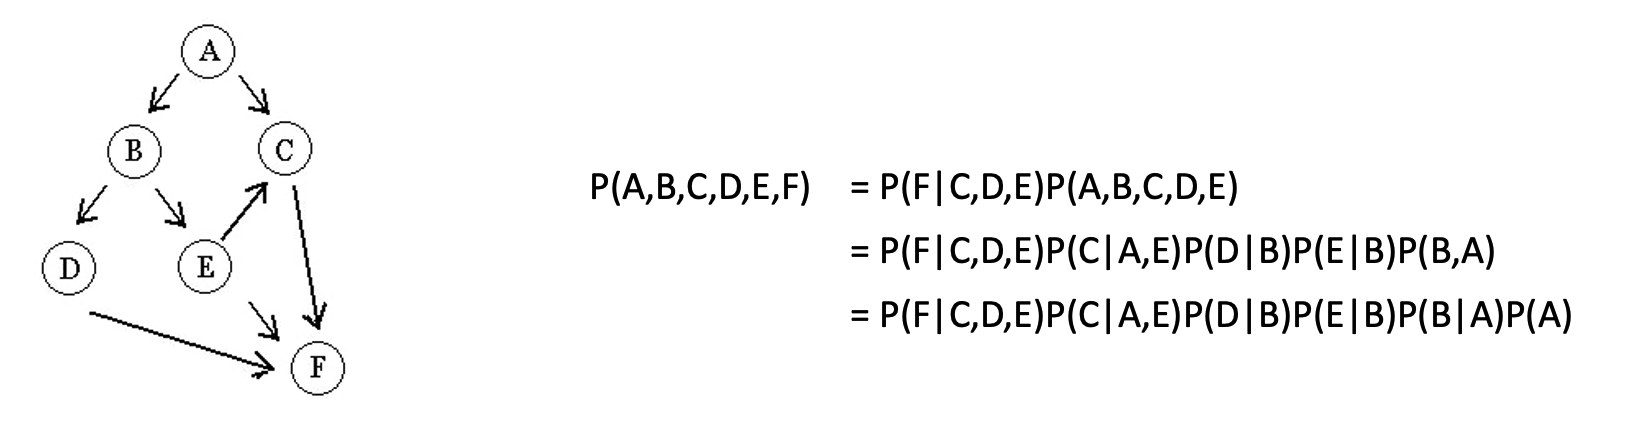 A
B
C
D
E
F
P(A,B,C,D,E,F) = P(F|C,D,E)P(A,B,C,D,E)
= P(F|C,D,E)P(C|A,E)P(D|B)P(E|B)P(B,A)
= P(F|C,D,E)P(C|A,E)P(D|B)P(E|B)P(B|A)P(A)